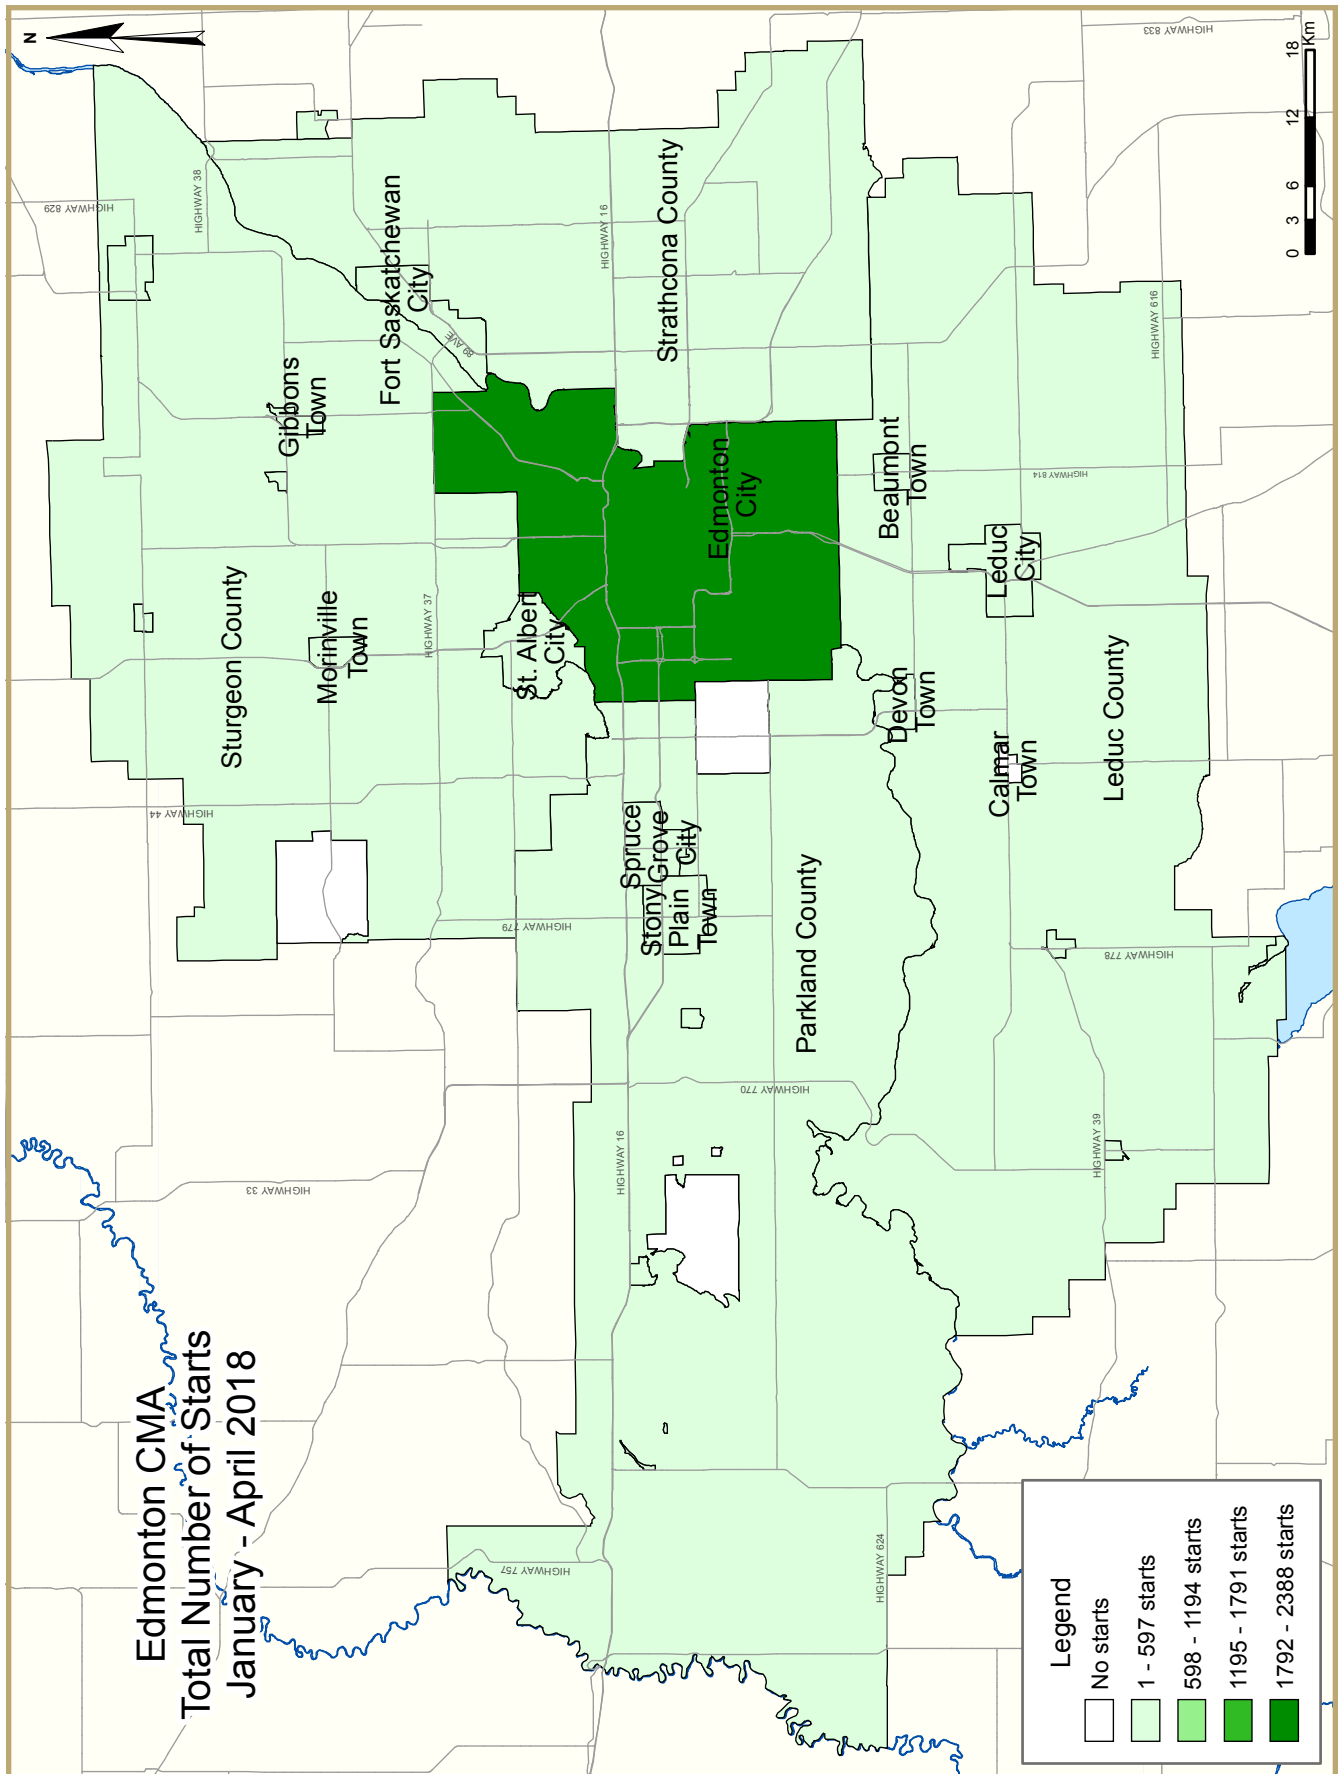 Edmonton CMA
Total Number of Starts
January - April 2018
N
HIGHWAY 829
HIGHWAY 38
HIGHWAY 833
Gibbons
Town
Fort Saskatchewan
City
89 AVE
HIGHWAY 16
Strathcona County
Sturgeon County
Morinville
Town
HIGHWAY 37
HIGHWAY 44
St. Albert
City
Edmonton
City
Beaumont
Town
HIGHWAY 814
HIGHWAY 616
Leduc
City
Devon
Town
Calmar
Town
Leduc County
Spruce
Grove
City
Stony
Plain
Town
HIGHWAY 779
Parkland County
HIGHWAY 778
HIGHWAY 770
HIGHWAY 16
HIGHWAY 39
HIGHWAY 33
HIGHWAY 757
HIGHWAY 624
0 3 6 12 18
Km
Legend
No starts
1 - 597 starts
598 - 1194 starts
1195 - 1791 starts
1792 - 2388 starts